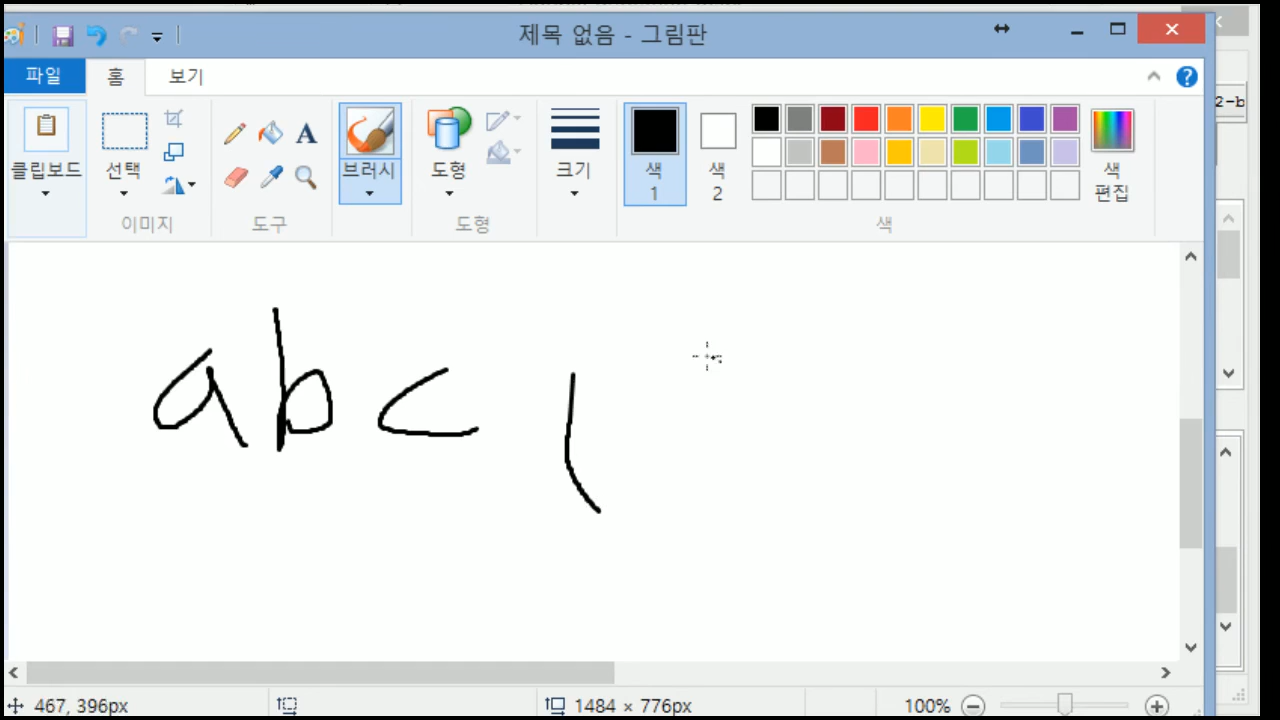 제목 없음 - 그림판
파일 홈 보기
2-b
클립보드 선택 A 브러시 도형 크기 색 1 색 2 색 편집
이미지 도구 도형 색
abc (
467, 396px 1484 × 776px 100%